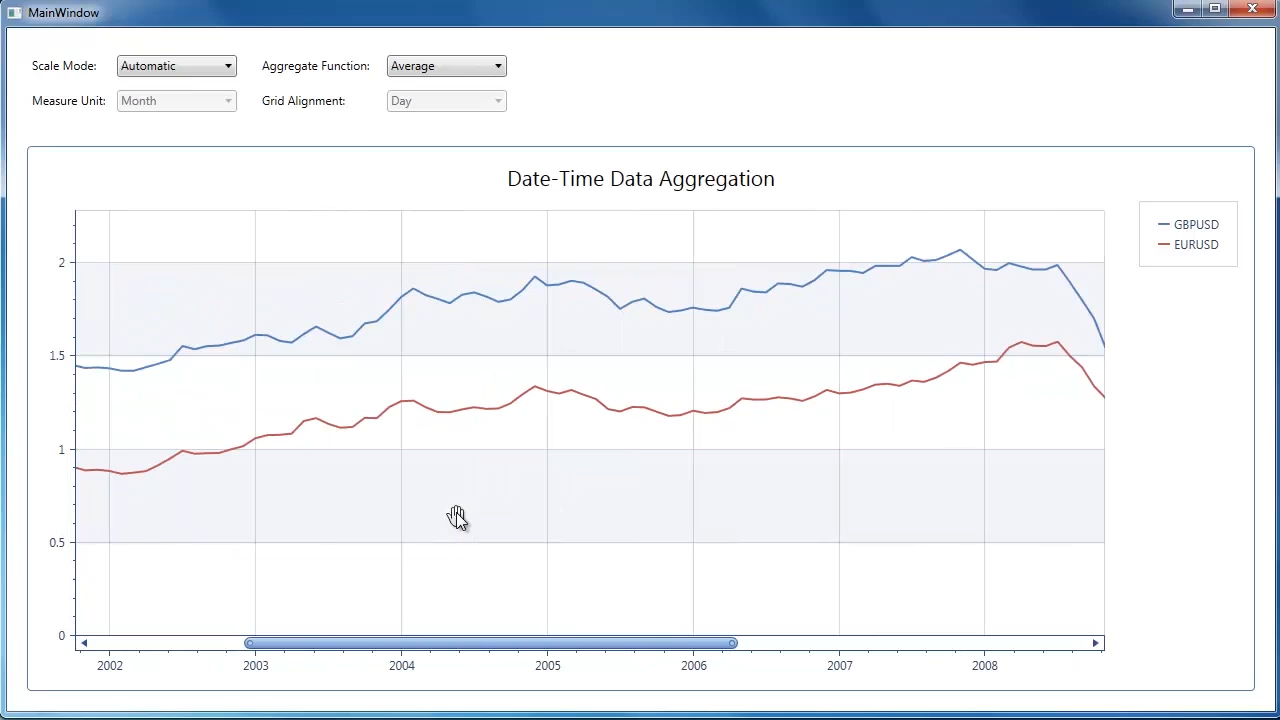 MainWindow
Scale Mode: Automatic Aggregate Function: Average
Measure Unit: Month Grid Alignment: Day
Date-Time Data Aggregation
GBPUSD
EURUSD
2
1.5
1
0.5
0
2002 2003 2004 2005 2006 2007 2008